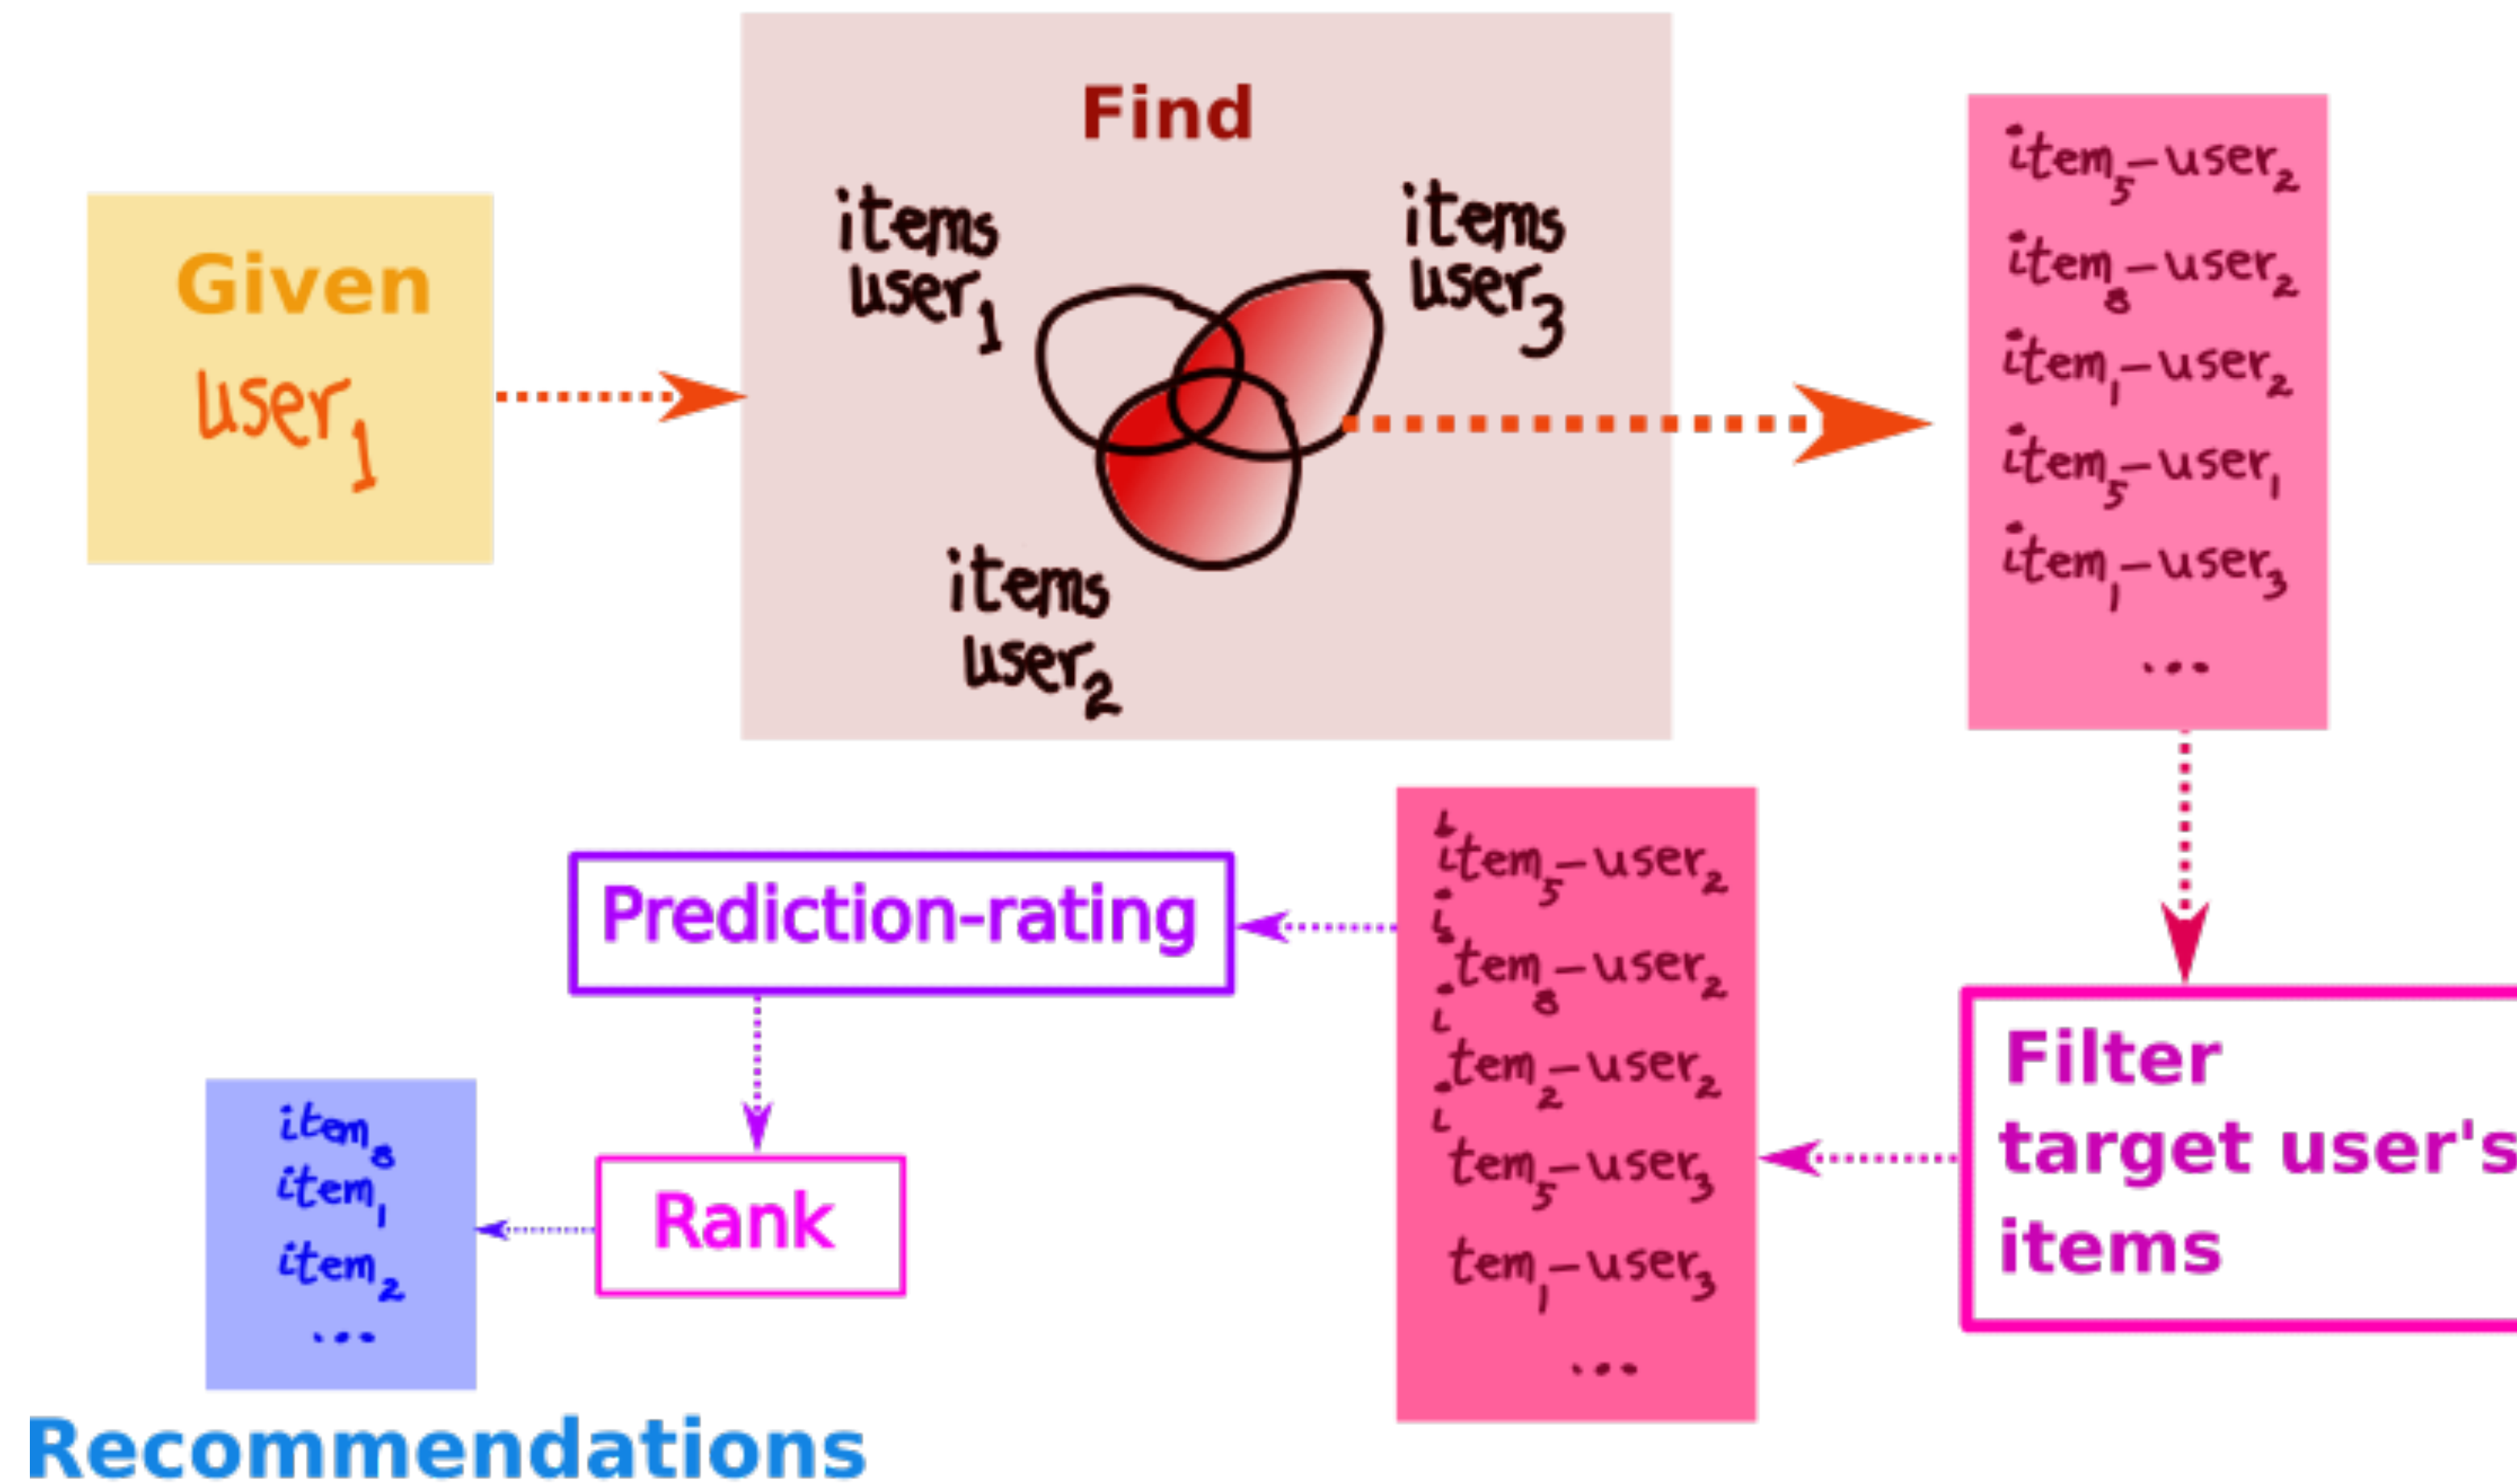 Given
user1
Find
items
user1
items
user3
items
user2
item5-user2
item8-user2
item1-user2
item5-user1
item1-user3
...
Filter
target user's
items
item5-user2
item8-user2
item2-user2
item5-user3
tem1-user3
...
Prediction-rating
Rank
item8
item1
item2
...
Recommendations